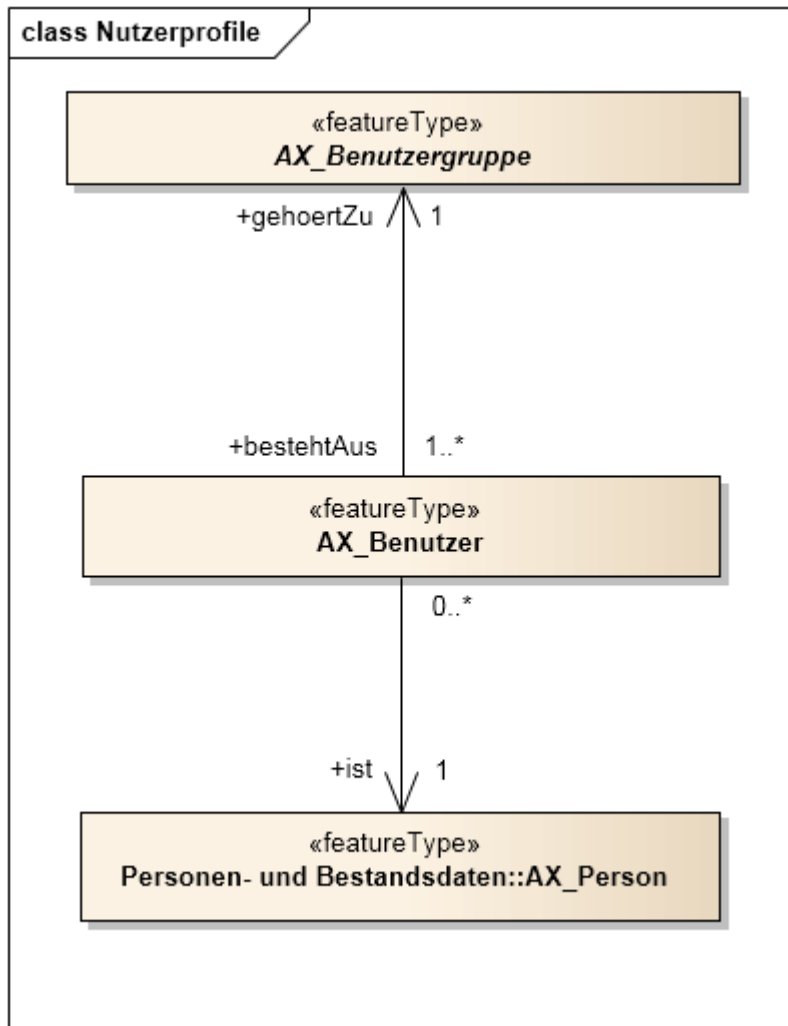 class Nutzerprofile
«featureType»
AX_Benutzergruppe
+gehoertZu 1
+bestehtAus 1..*
«featureType»
AX_Benutzer
0..*
+ist 1
«featureType»
Personen- und Bestandsdaten::AX_Person